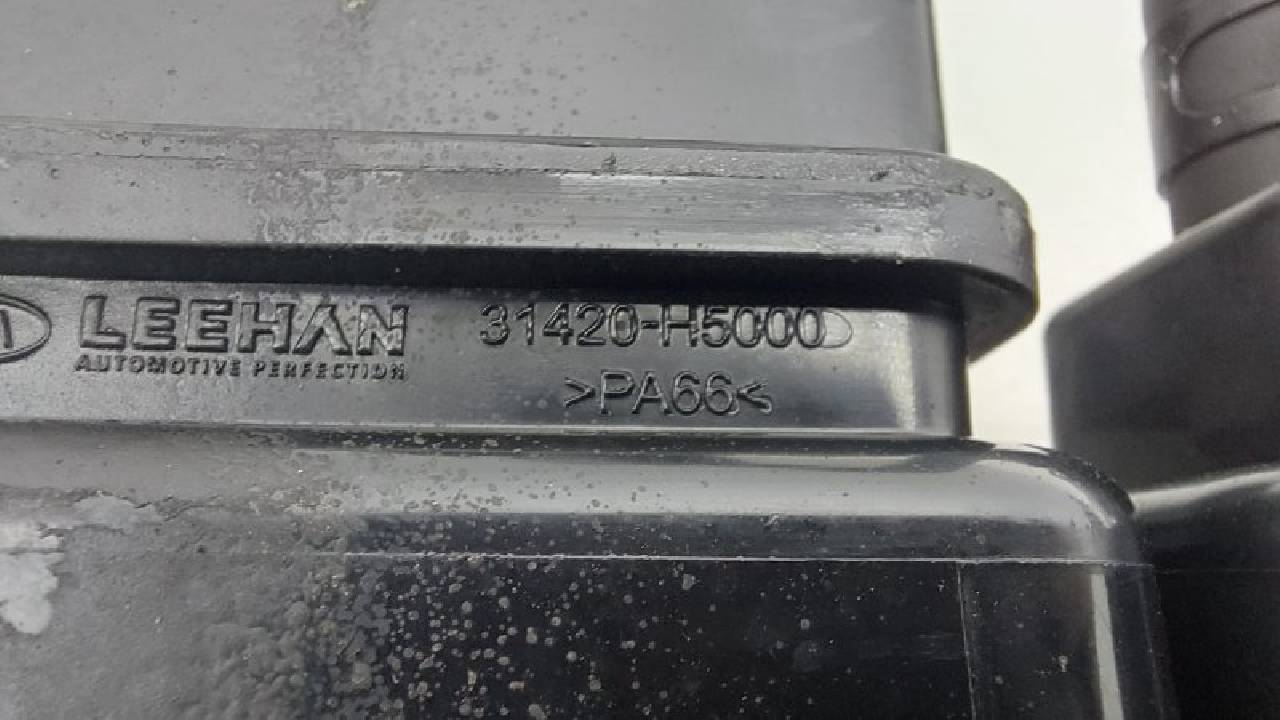 LEEHAN 31420-H5000
AUTOMOTIVE PERFECTION
>PA66<